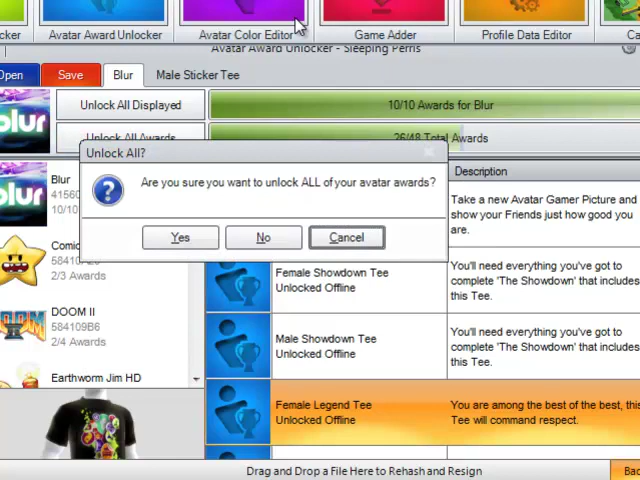 cker
Avatar Award Unlocker
Avatar Color Editor
Game Adder
Profile Data Editor
Ca
Avatar Award Unlocker - Sleeping Perris
Open
Save
Blur
Male Sticker Tee
Unlock All Displayed
10/10 Awards for Blur
Unlock All Awards
26/48 Total Awards
Unlock All?
Are you sure you want to unlock ALL of your avatar awards?
Yes
No
Cancel
blur
Blur
41560
10/10
Description
Take a new Avatar Gamer Picture and
show your Friends just how good you
are.
Comic
2/3 Awards
Female Showdown Tee
Unlocked Offline
You'll need everything you've got to
complete 'The Showdown' that includes
this Tee.
DOOM II
584109B6
2/4 Awards
Male Showdown Tee
Unlocked Offline
You'll need everything you've got to
complete 'The Showdown' that includes
this Tee.
Earthworm Jim HD
Female Legend Tee
Unlocked Offline
You are among the best of the best, this
Tee will command respect.
Drag and Drop a File Here to Rehash and Resign
Bac